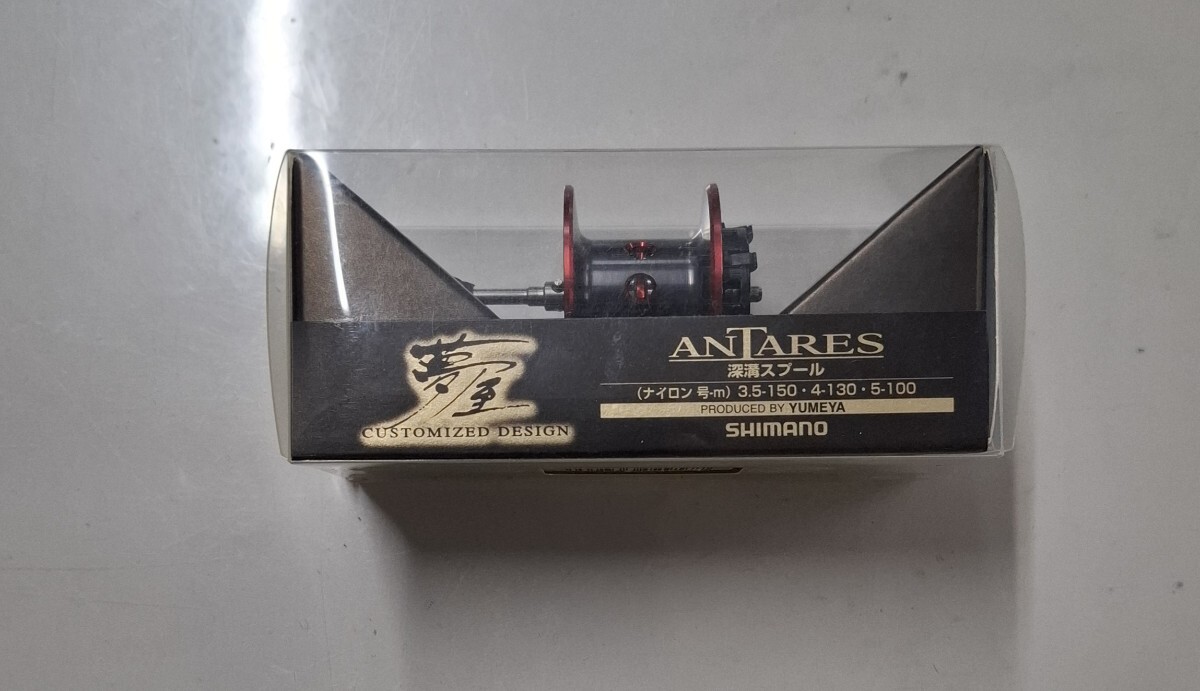 夢屋
CUSTOMIZED DESIGN
ANTARES
深溝スプール
(ナイロン 号-m) 3.5-150・4-130・5-100
PRODUCED BY YUMEYA
SHIMANO